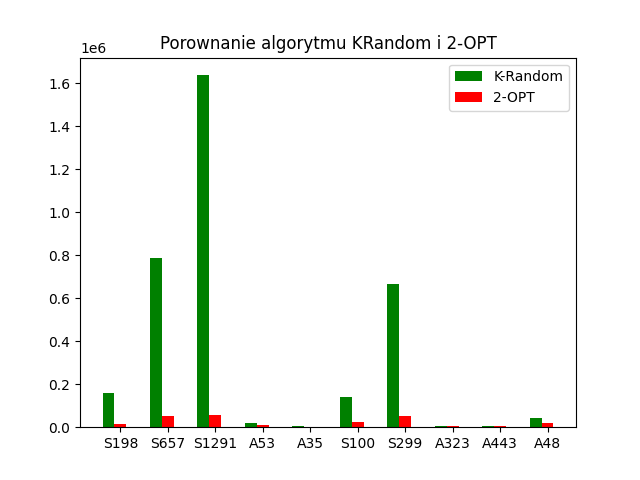 Porownanie algorytmu KRandom i 2-OPT
1e6
K-Random
2-OPT
1.6
1.4
1.2
1.0
0.8
0.6
0.4
0.2
0.0
S198 S657 S1291 A53 A35 S100 S299 A323 A443 A48